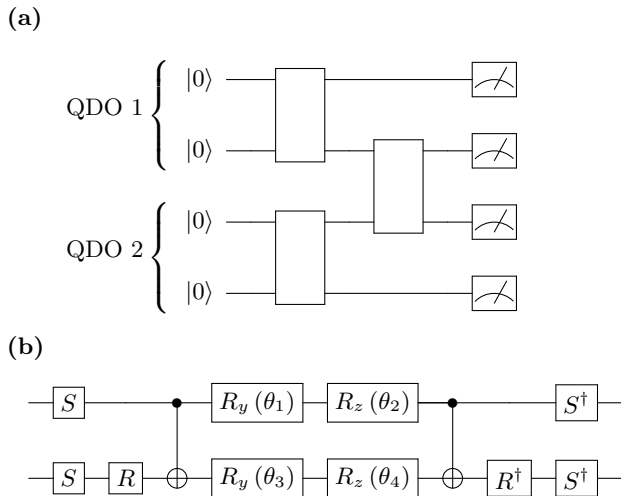 (a)
|0⟩
QDO 1
|0⟩
|0⟩
QDO 2
|0⟩
(b)
S R_y (θ_1) R_z (θ_2) S^†
S R R_y (θ_3) R_z (θ_4) R^† S^†